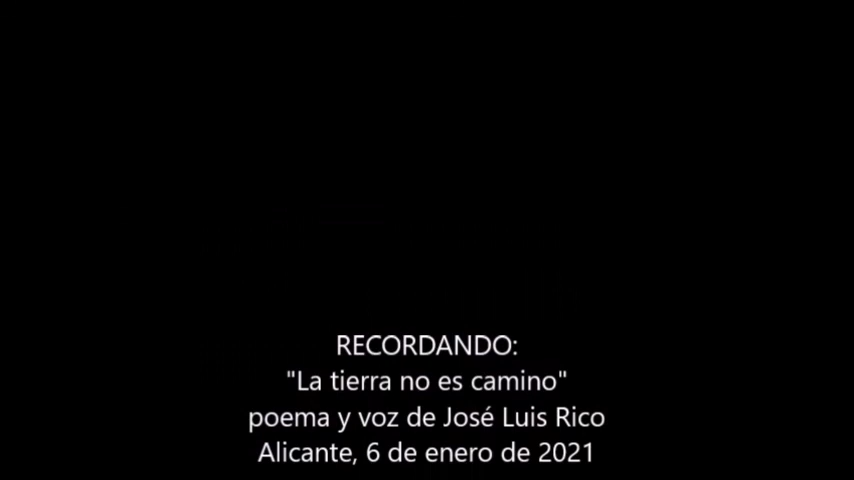 RECORDANDO:
"La tierra no es camino"
poema y voz de José Luis Rico
Alicante, 6 de enero de 2021